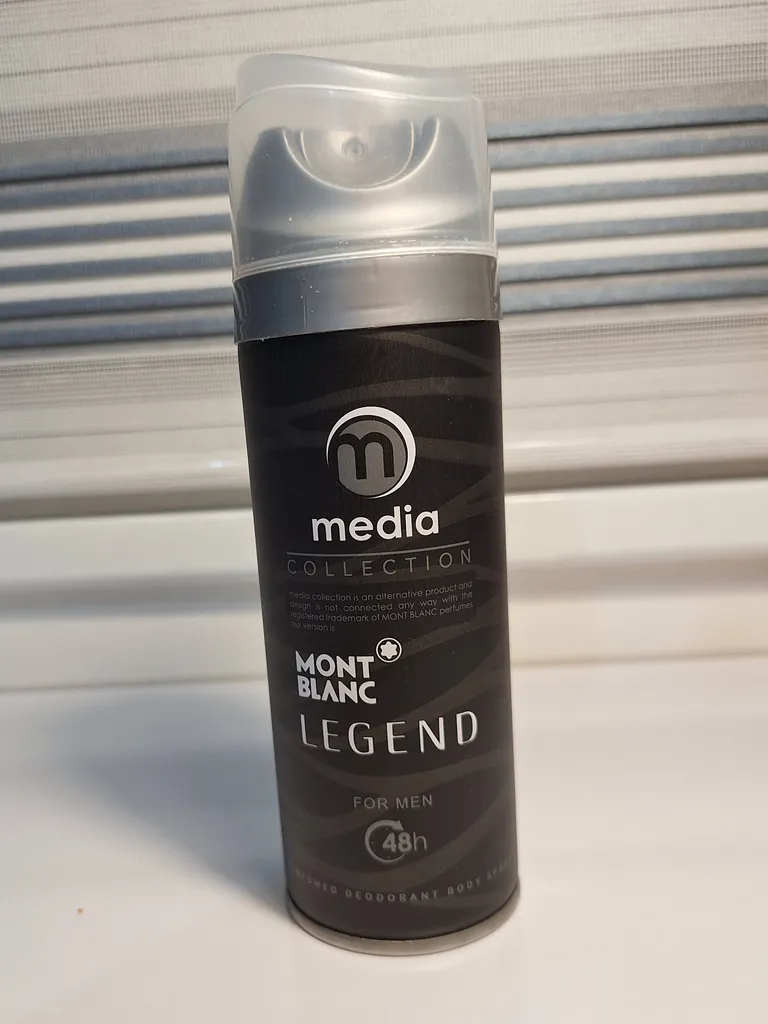 m
media
COLLECTION
media collection is an alternative product and
design is not connected any way with the
registered trademark of MONT BLANC perfumes
our version is
MONT
BLANC
LEGEND
FOR MEN
48h
DEODORANT BODY